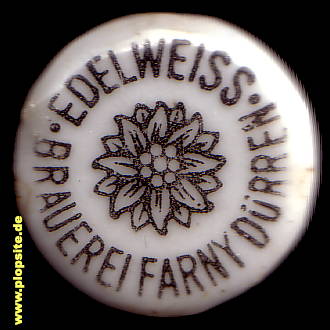 · EDELWEISS ·
BRAUEREI FARNY DÜRREN
www.plopsite.de